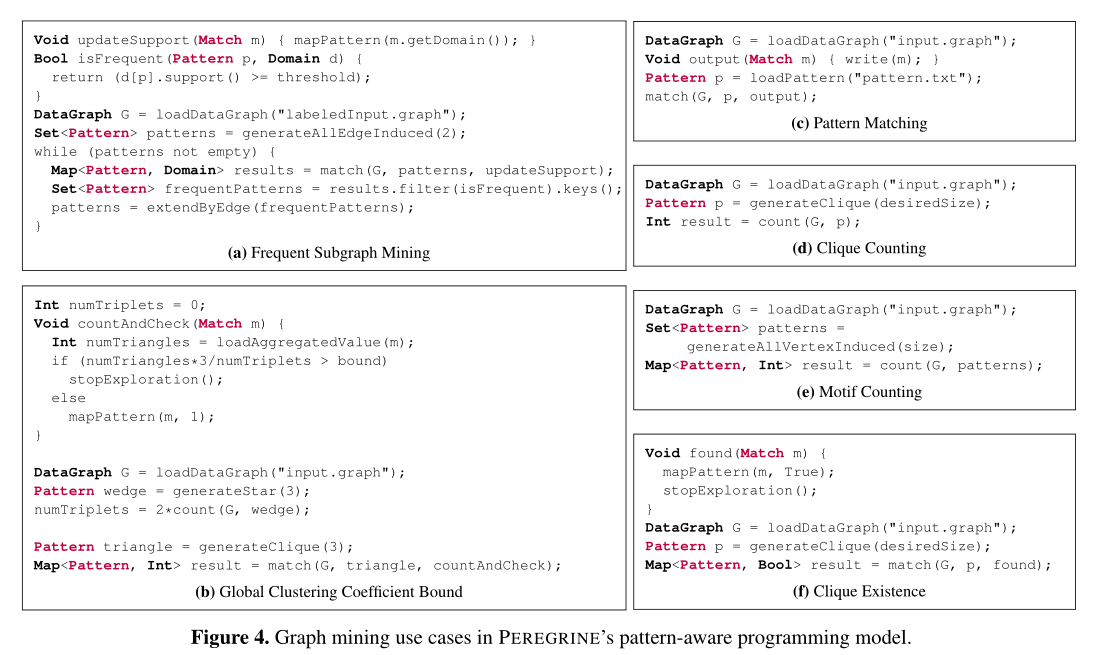 Void updateSupport(Match m) { mapPattern(m.getDomain()); }
Bool isFrequent(Pattern p, Domain d) {
  return (d[p].support() >= threshold);
}
DataGraph G = loadDataGraph("labeledInput.graph");
Set<Pattern> patterns = generateAllEdgeInduced(2);
while (patterns not empty) {
  Map<Pattern, Domain> results = match(G, patterns, updateSupport);
  Set<Pattern> frequentPatterns = results.filter(isFrequent).keys();
  patterns = extendByEdge(frequentPatterns);
}
(a) Frequent Subgraph Mining
Int numTriplets = 0;
Void countAndCheck(Match m) {
  Int numTriangles = loadAggregatedValue(m);
  if (numTriangles*3/numTriplets > bound)
    stopExploration();
  else
    mapPattern(m, 1);
}
DataGraph G = loadDataGraph("input.graph");
Pattern wedge = generateStar(3);
numTriplets = 2*count(G, wedge);
Pattern triangle = generateClique(3);
Map<Pattern, Int> result = match(G, triangle, countAndCheck);
(b) Global Clustering Coefficient Bound
DataGraph G = loadDataGraph("input.graph");
Void output(Match m) { write(m); }
Pattern p = loadPattern("pattern.txt");
match(G, p, output);
(c) Pattern Matching
DataGraph G = loadDataGraph("input.graph");
Pattern p = generateClique(desiredSize);
Int result = count(G, p);
(d) Clique Counting
DataGraph G = loadDataGraph("input.graph");
Set<Pattern> patterns =
    generateAllVertexInduced(size);
Map<Pattern, Int> result = count(G, patterns);
(e) Motif Counting
Void found(Match m) {
  mapPattern(m, True);
  stopExploration();
}
DataGraph G = loadDataGraph("input.graph");
Pattern p = generateClique(desiredSize);
Map<Pattern, Bool> result = match(G, p, found);
(f) Clique Existence
Figure 4. Graph mining use cases in PEREGRINE's pattern-aware programming model.